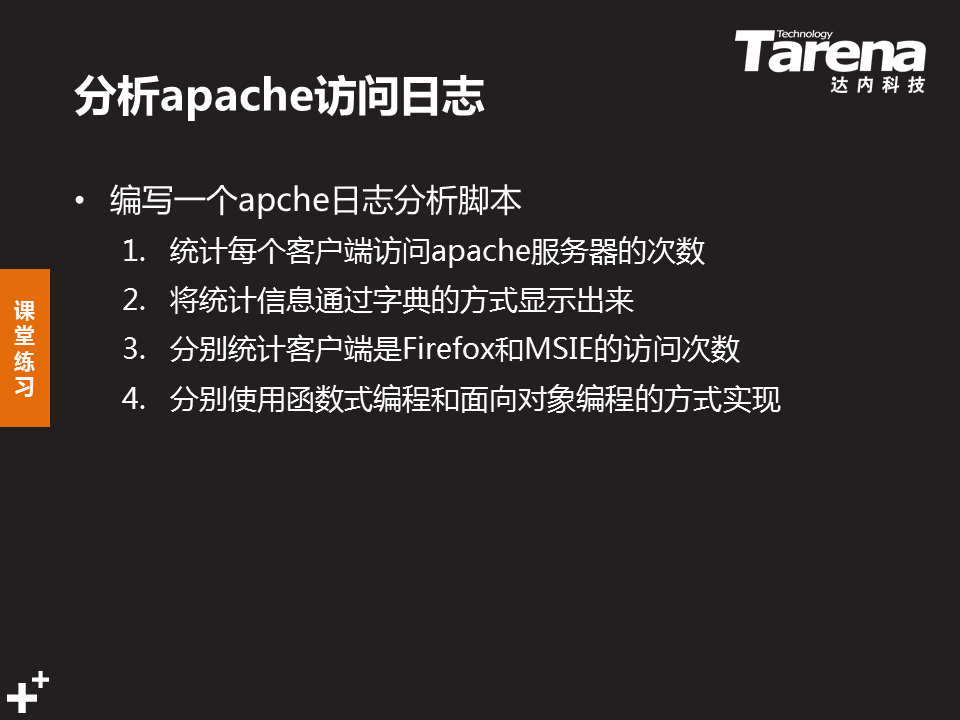 Technology
Tarena
达内科技
分析apache访问日志
• 编写一个apche日志分析脚本
1. 统计每个客户端访问apache服务器的次数
2. 将统计信息通过字典的方式显示出来
3. 分别统计客户端是Firefox和MSIE的访问次数
4. 分别使用函数式编程和面向对象编程的方式实现
课堂练习